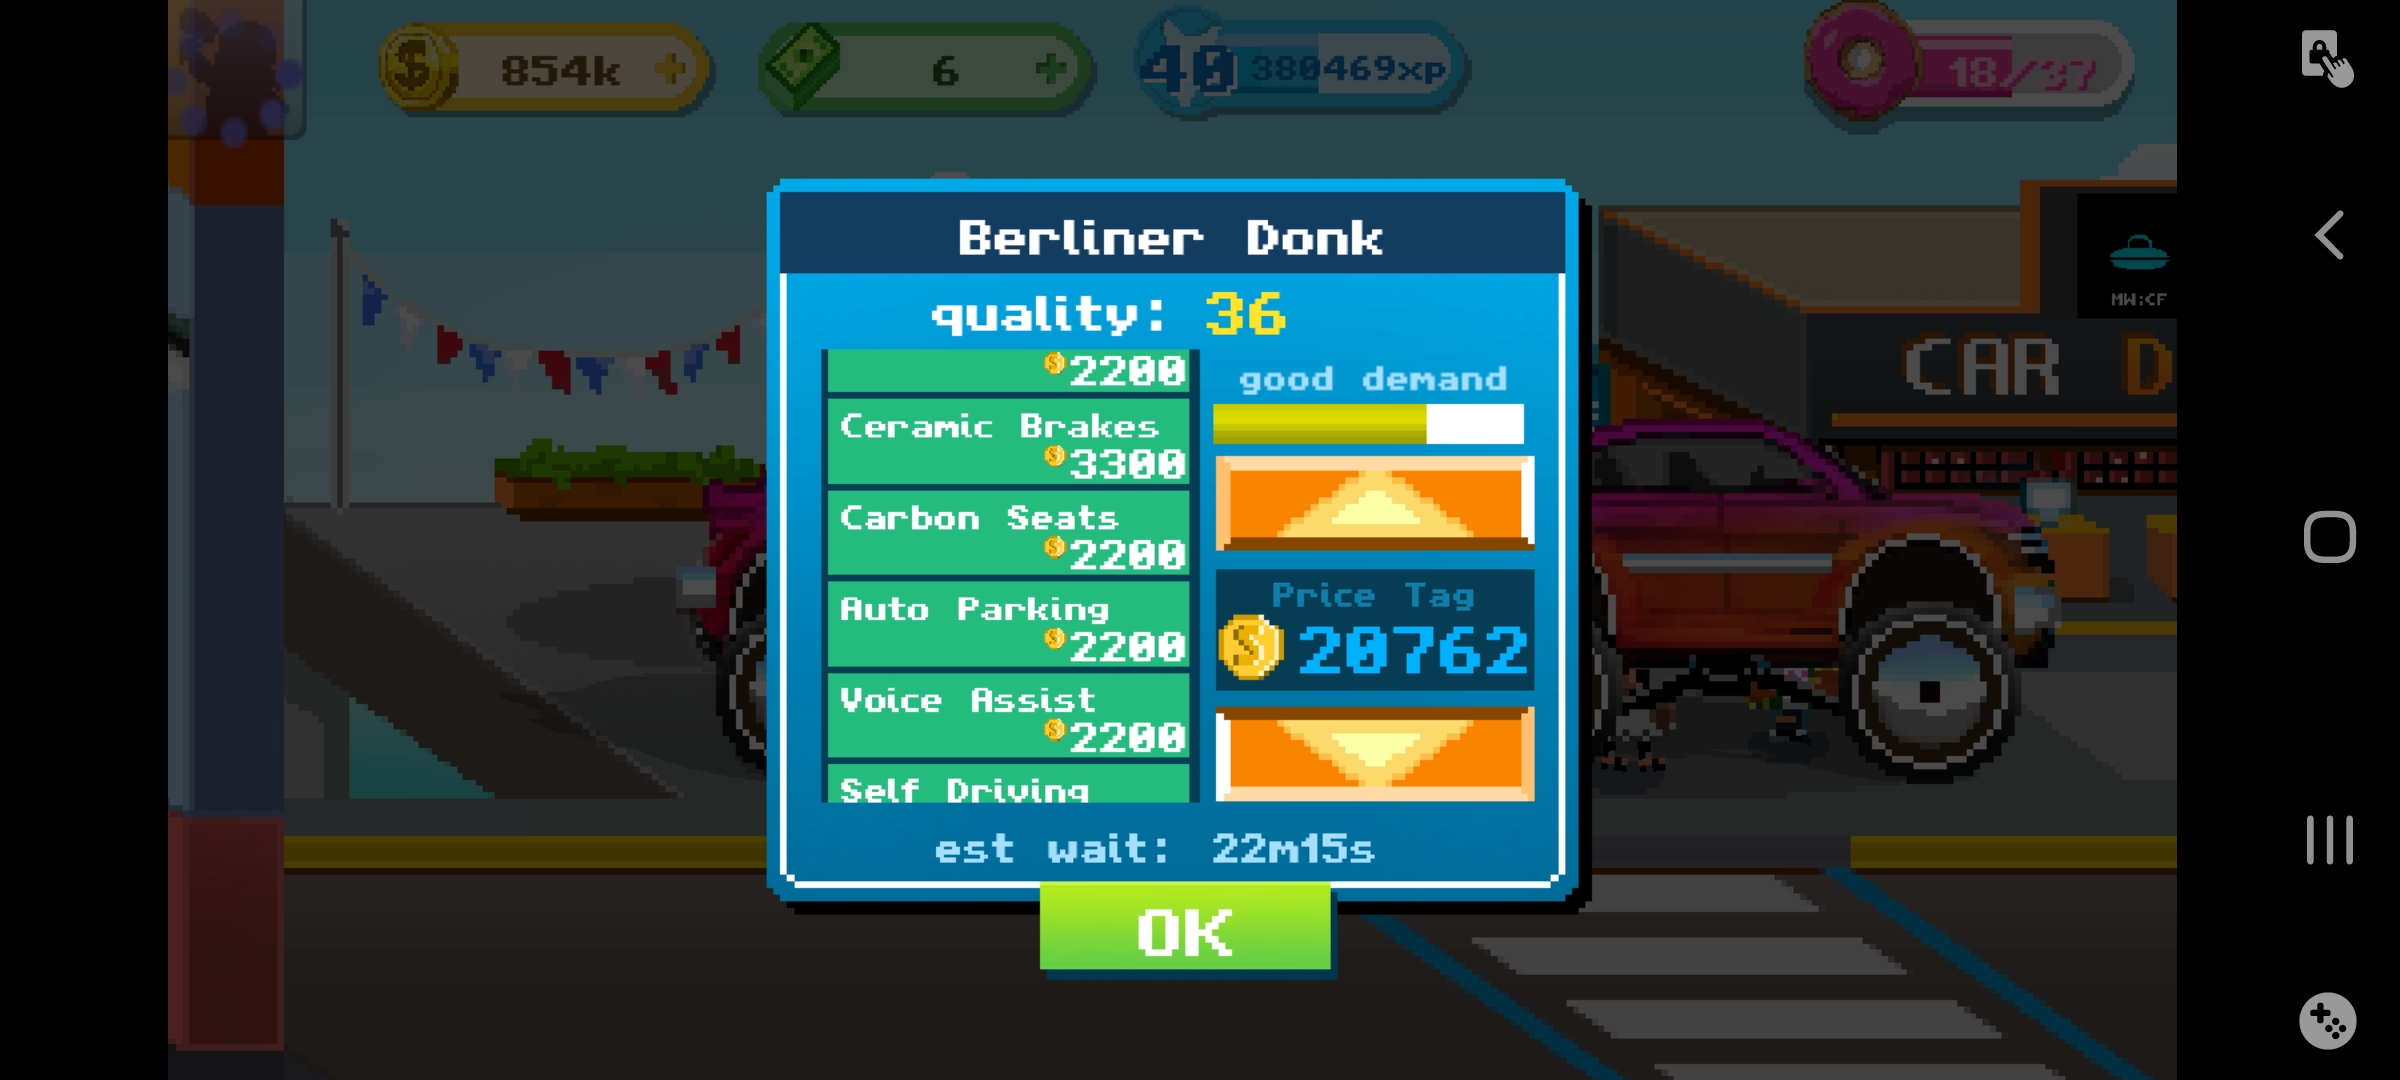 854k
6
40 380469xp
18/37
Berliner Donk
quality: 36
2200
Ceramic Brakes
3300
Carbon Seats
2200
Auto Parking
2200
Voice Assist
2200
Self Driving
good demand
Price Tag
20762
est wait: 22m15s
OK
MW:CF
CAR D